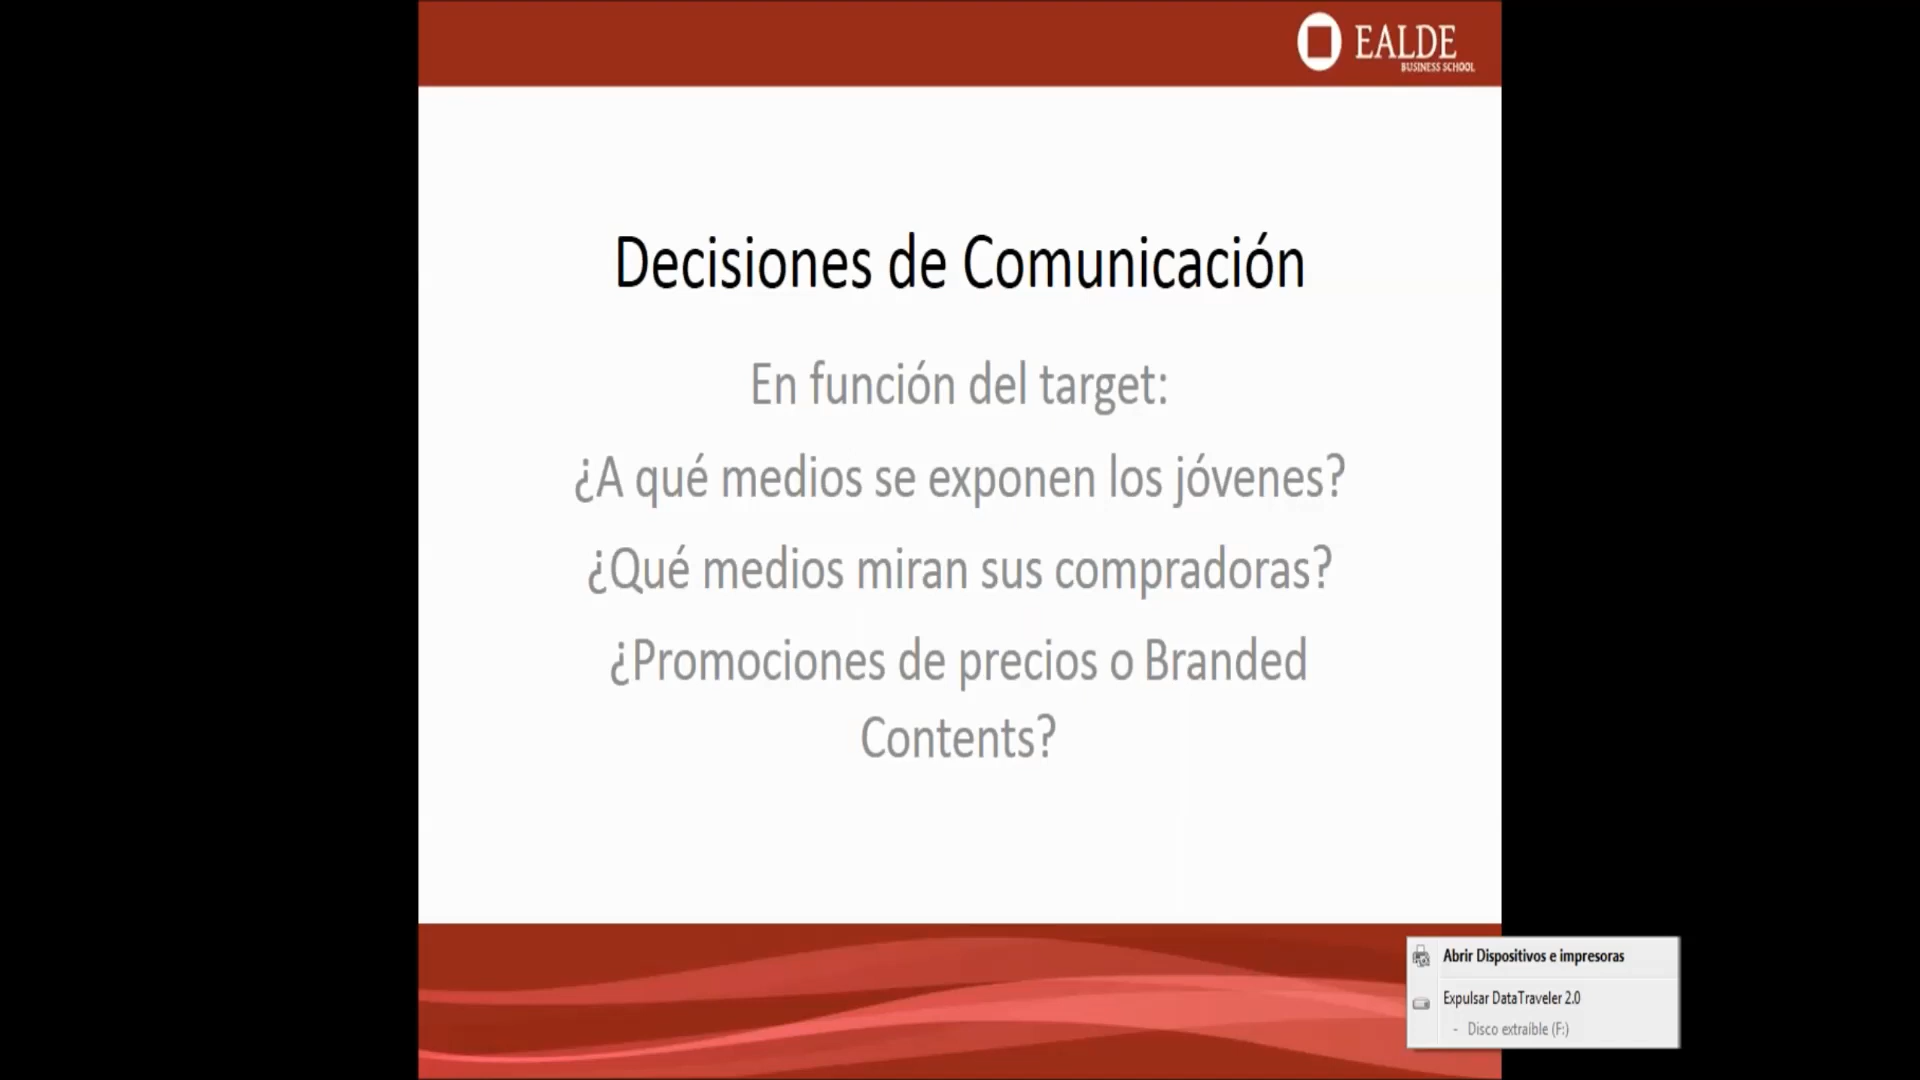 EALDE
BUSINESS SCHOOL
Decisiones de Comunicación
En función del target:
¿A qué medios se exponen los jóvenes?
¿Qué medios miran sus compradoras?
¿Promociones de precios o Branded
Contents?
Abrir Dispositivos e impresoras
Expulsar DataTraveler 2.0
- Disco extraíble (F:)